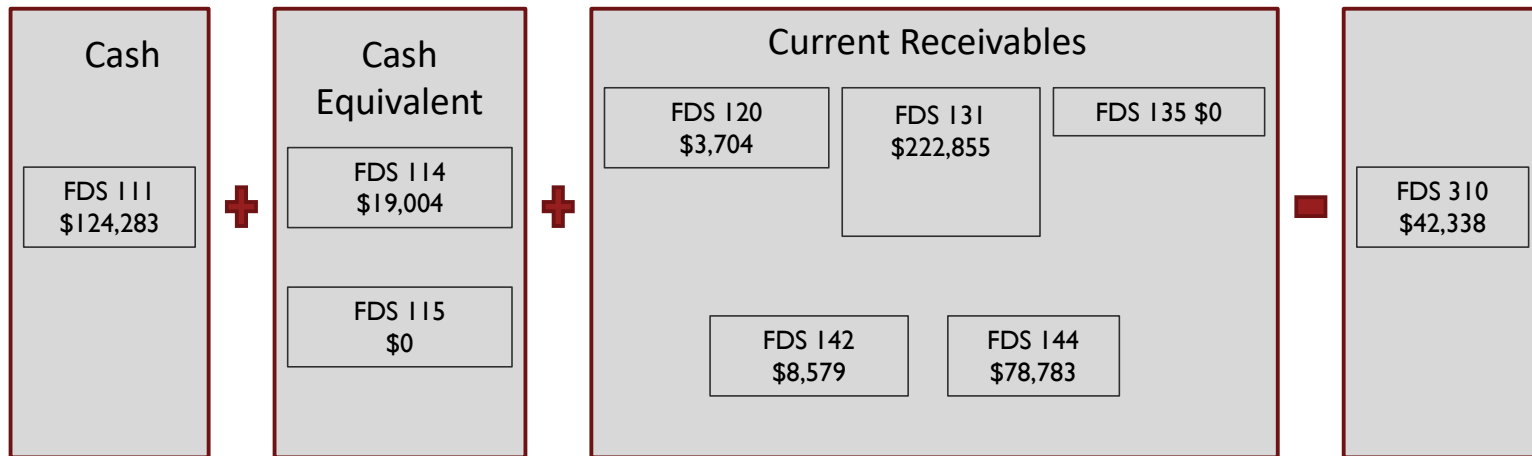 Cash
FDS 111
$124,283
Cash
Equivalent
FDS 114
$19,004
FDS 115
$0
Current Receivables
FDS 120
$3,704
FDS 131
$222,855
FDS 135 $0
FDS 142
$8,579
FDS 144
$78,783
FDS 310
$42,338